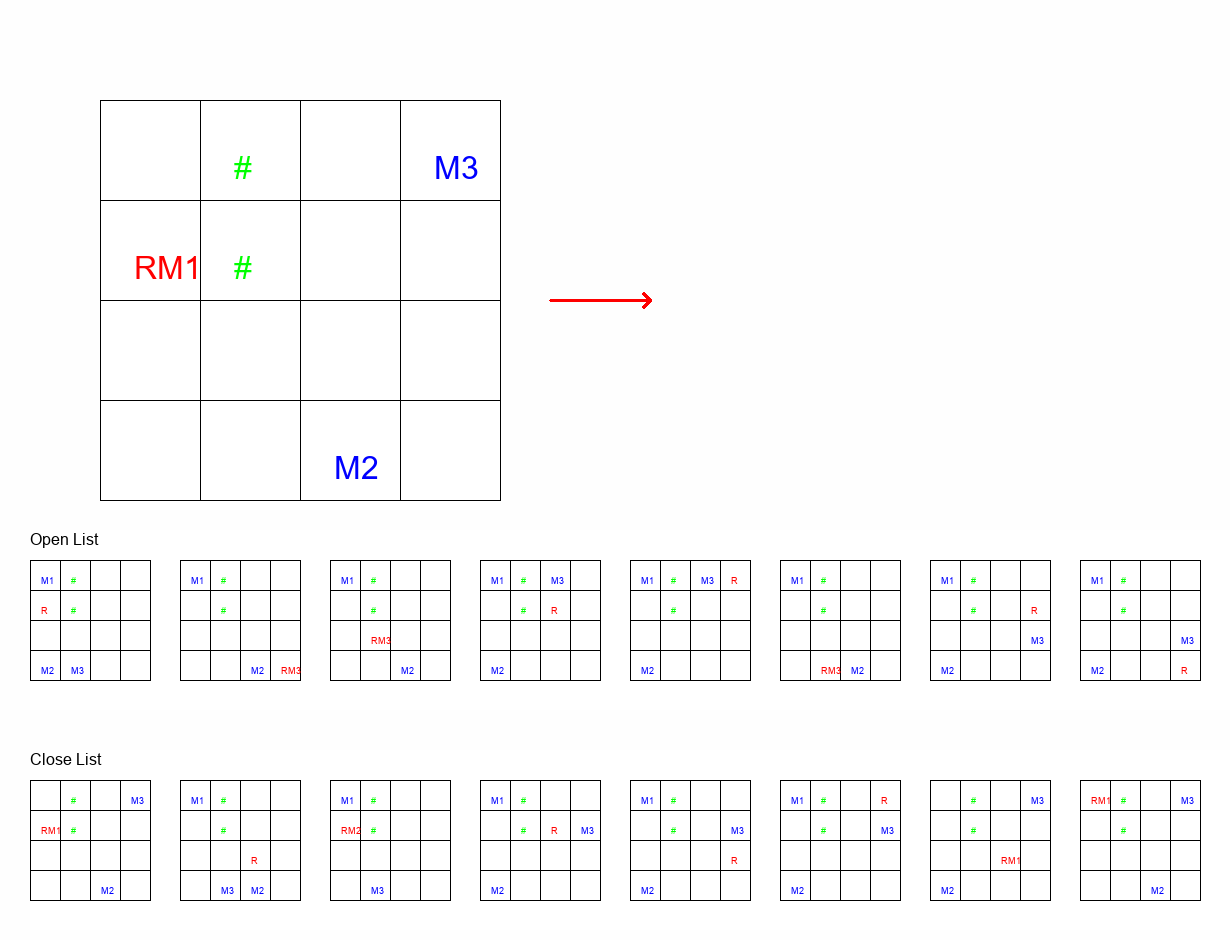 # M3
RM1 #
M2
Open List
M1 # M1 # M1 # M1 # M3 M1 # M3 R M1 # M1 # M1 #
R # # # # R # # # R #
RM3 M3 M3
M2 M3 M2 RM3 M2 M2 M2 RM3 M2 M2 M2 R
Close List
# M3 M1 # M1 # M1 # M1 # M1 # R # M3 RM1 # M3
RM1 # # RM2 # # R M3 # M3 # M3 # #
R R RM1
M2 M3 M2 M3 M2 M2 M2 M2 M2